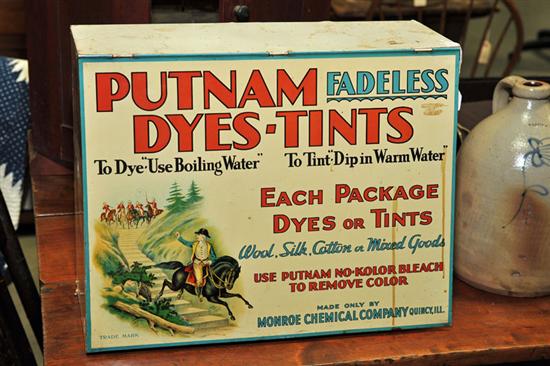 PUTNAM FADELESS
DYES-TINTS
To Dye "Use Boiling Water" To Tint "Dip in Warm Water"
EACH PACKAGE
DYES OR TINTS
Wool, Silk, Cotton or Mixed Goods
USE PUTNAM NO-KOLOR BLEACH
TO REMOVE COLOR
MADE ONLY BY
MONROE CHEMICAL COMPANY QUINCY, ILL.
TRADE MARK